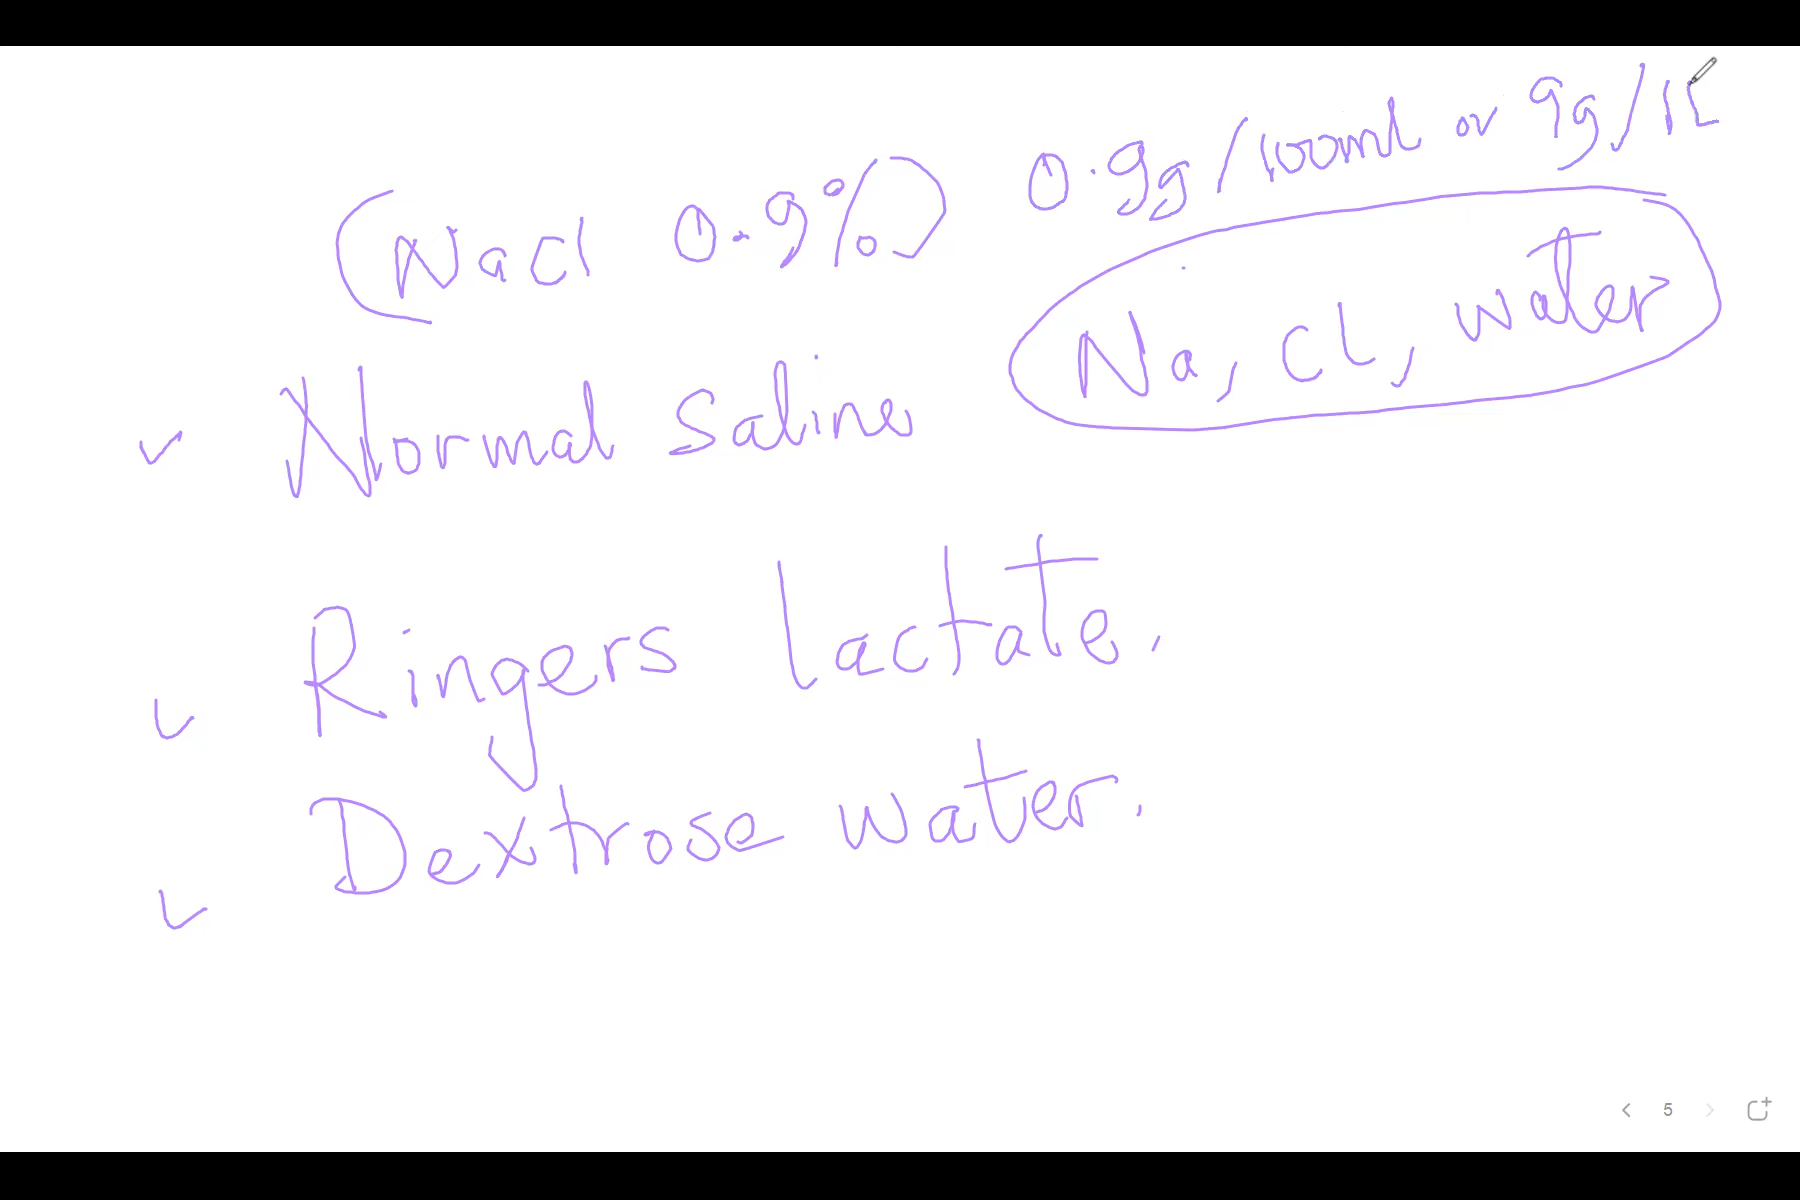 (NaCl 0.9%) 0.9g/100ml or 9g/1L
Na, Cl, water
Normal Saline
Ringers lactate.
Dextrose water.
5